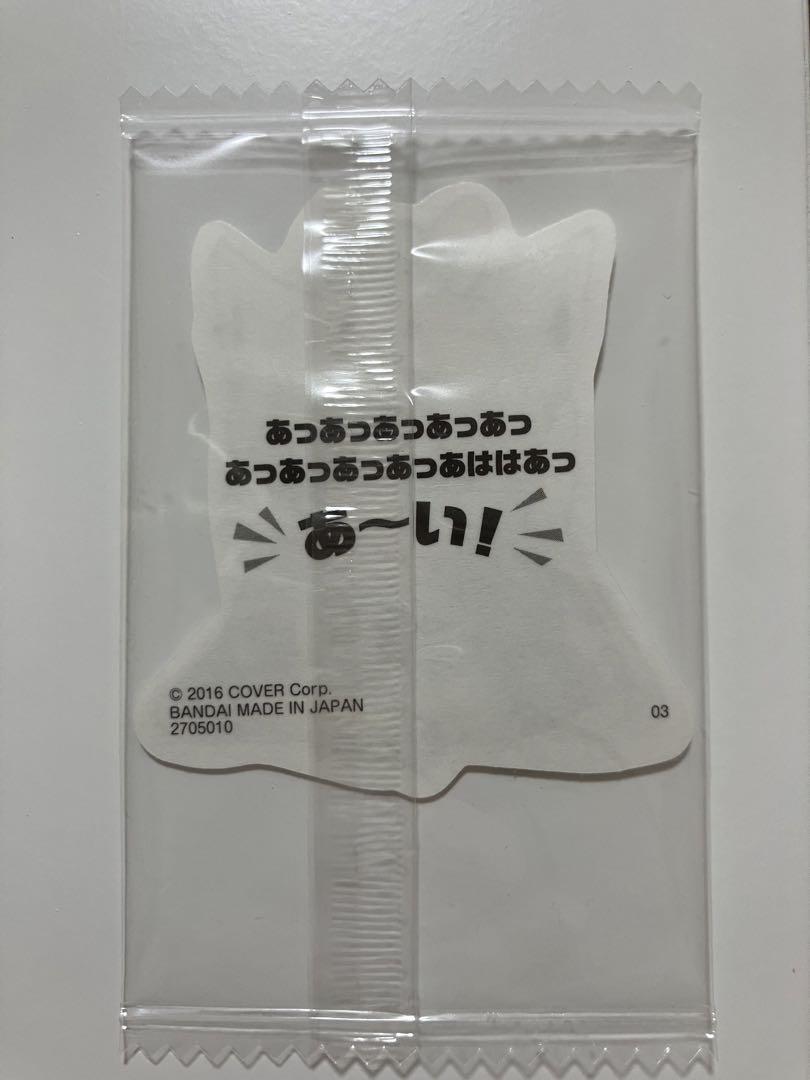 あっあっあっあっあっ
あっあっあっあっあははあっ
あ～い!
© 2016 COVER Corp.
BANDAI MADE IN JAPAN
2705010
03